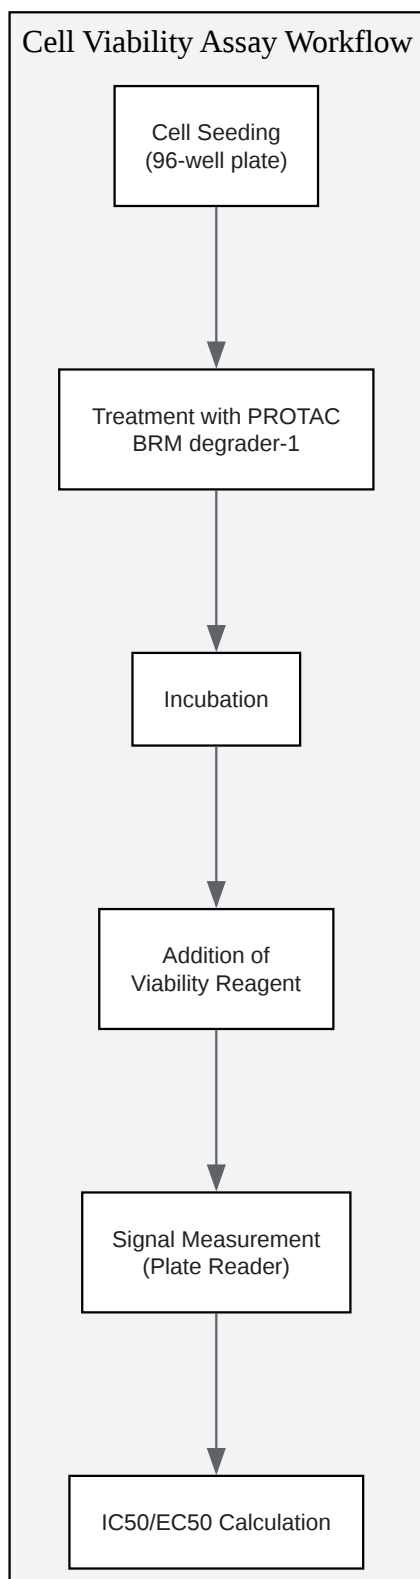 Cell Viability Assay Workflow
Cell Seeding
(96-well plate)
Treatment with PROTAC
BRM degrader-1
Incubation
Addition of
Viability Reagent
Signal Measurement
(Plate Reader)
IC50/EC50 Calculation